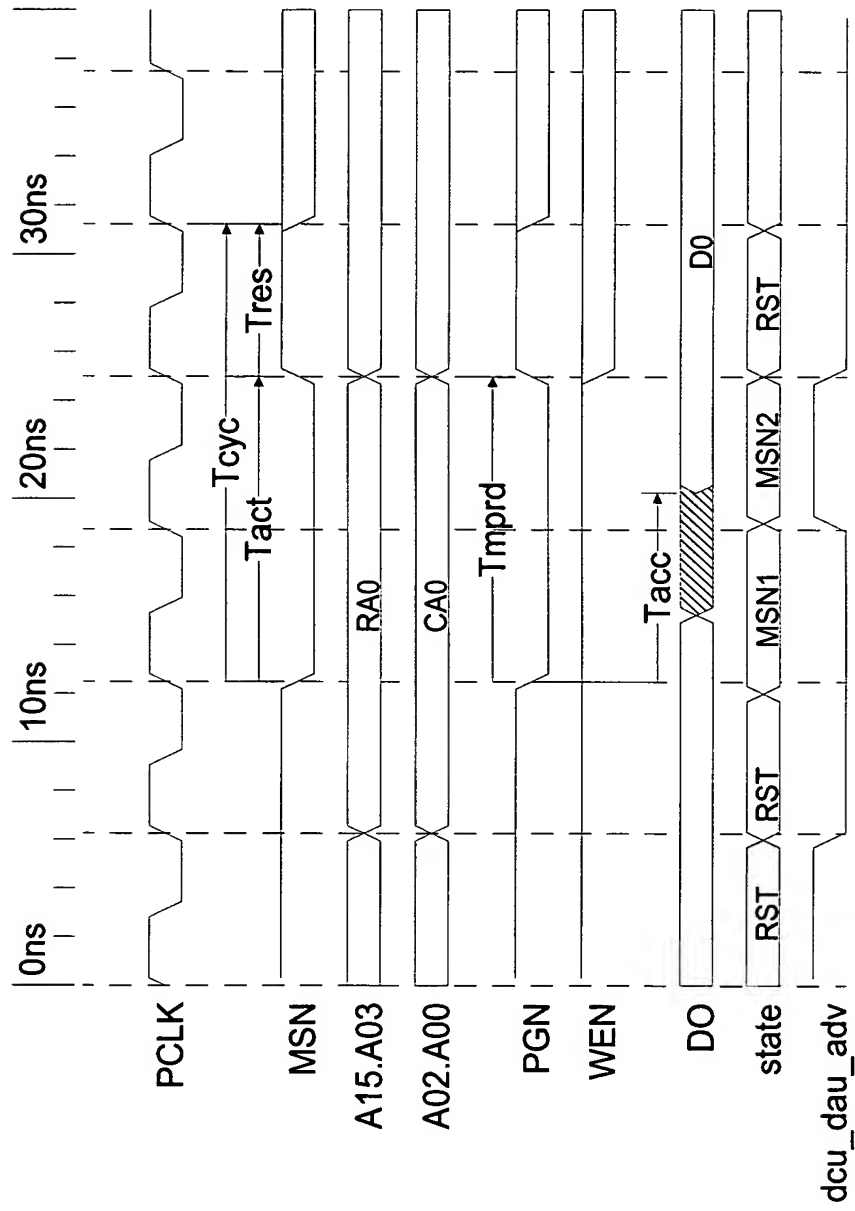 0ns 10ns 20ns 30ns
PCLK
Tcyc
Tact Tres
MSN
A15.A03 RA0
A02.A00 CA0
Tmprd
PGN
WEN
Tacc
DO D0
state RST RST MSN1 MSN2 RST
dcu_dau_adv